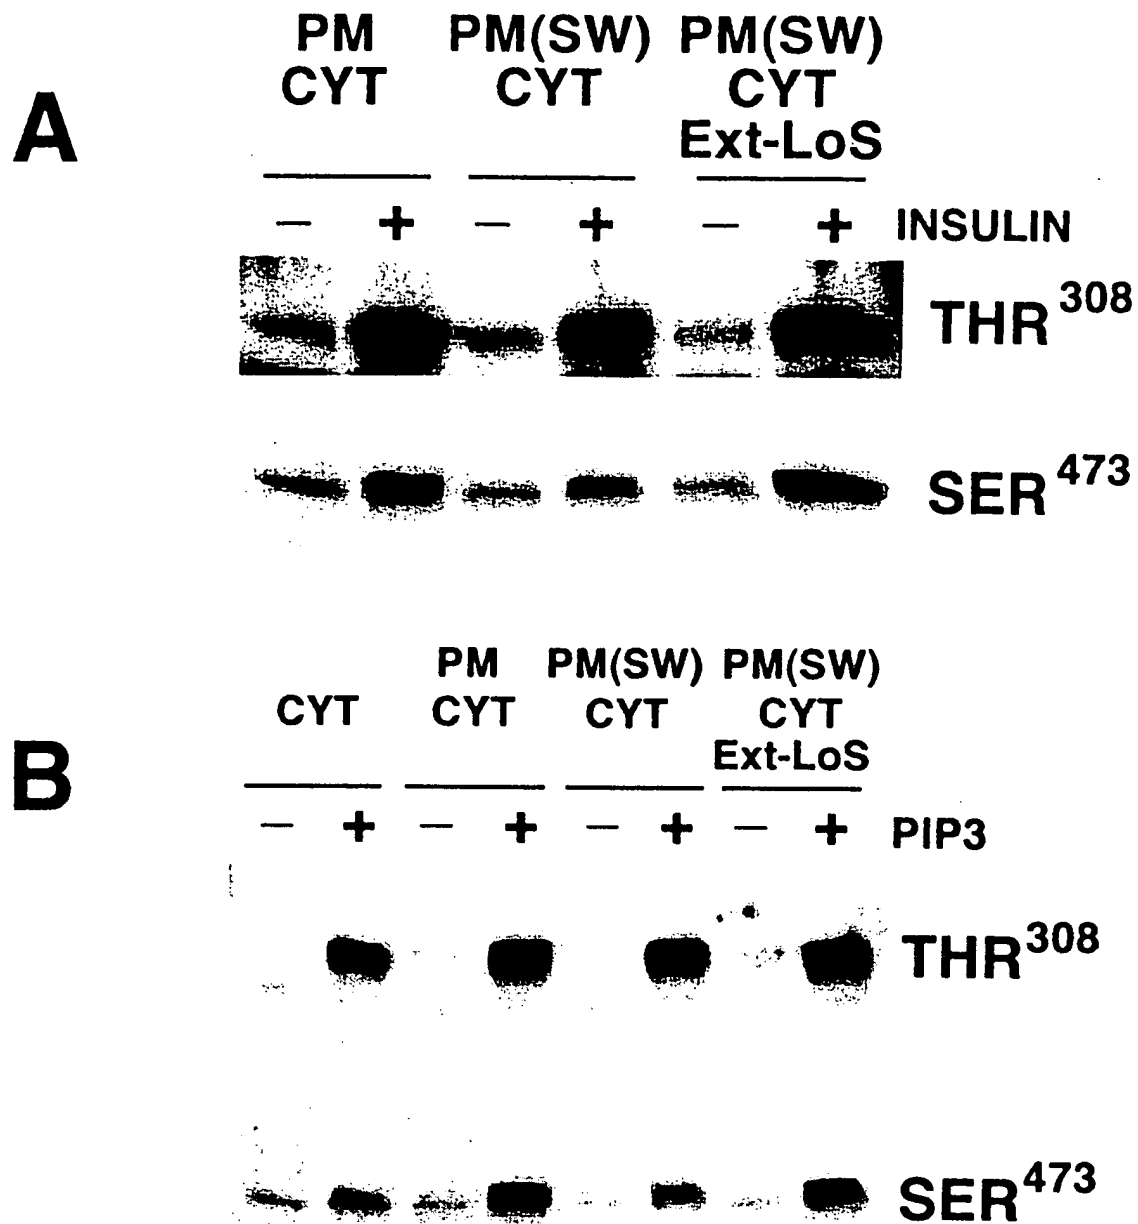 A
PM PM(SW) PM(SW)
CYT CYT CYT
Ext-LoS
− + − + − + INSULIN
THR308
SER473
B
PM PM(SW) PM(SW)
CYT CYT CYT CYT
Ext-LoS
− + − + − + − + PIP3
THR308
SER473